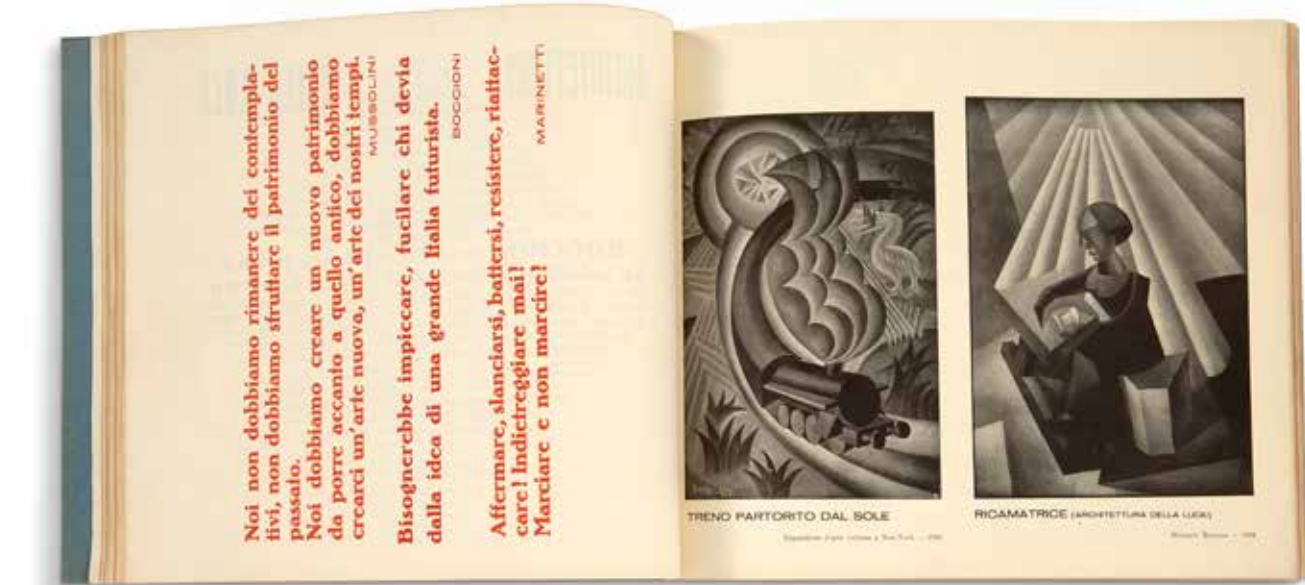 Noi non dobbiamo rimanere dei contempla-
tivi, non dobbiamo sfruttare il patrimonio del
passato.
Noi dobbiamo creare un nuovo patrimonio
da porre accanto a quello antico, dobbiamo
crearci un'arte nuova, un'arte dei nostri tempi.
MUSSOLINI
Bisognerebbe impiccare, fucilare chi devia
dalla idea di una grande Italia futurista.
BOCCIONI
Affermare, slanciarsi, battersi, resistere, riattac-
care! Indietreggiare mai!
Marciare e non marcire!
MARINETTI
TRENO PARTORITO DAL SOLE
RICAMATRICE (ARCHITETTURA DELLA LUCE)